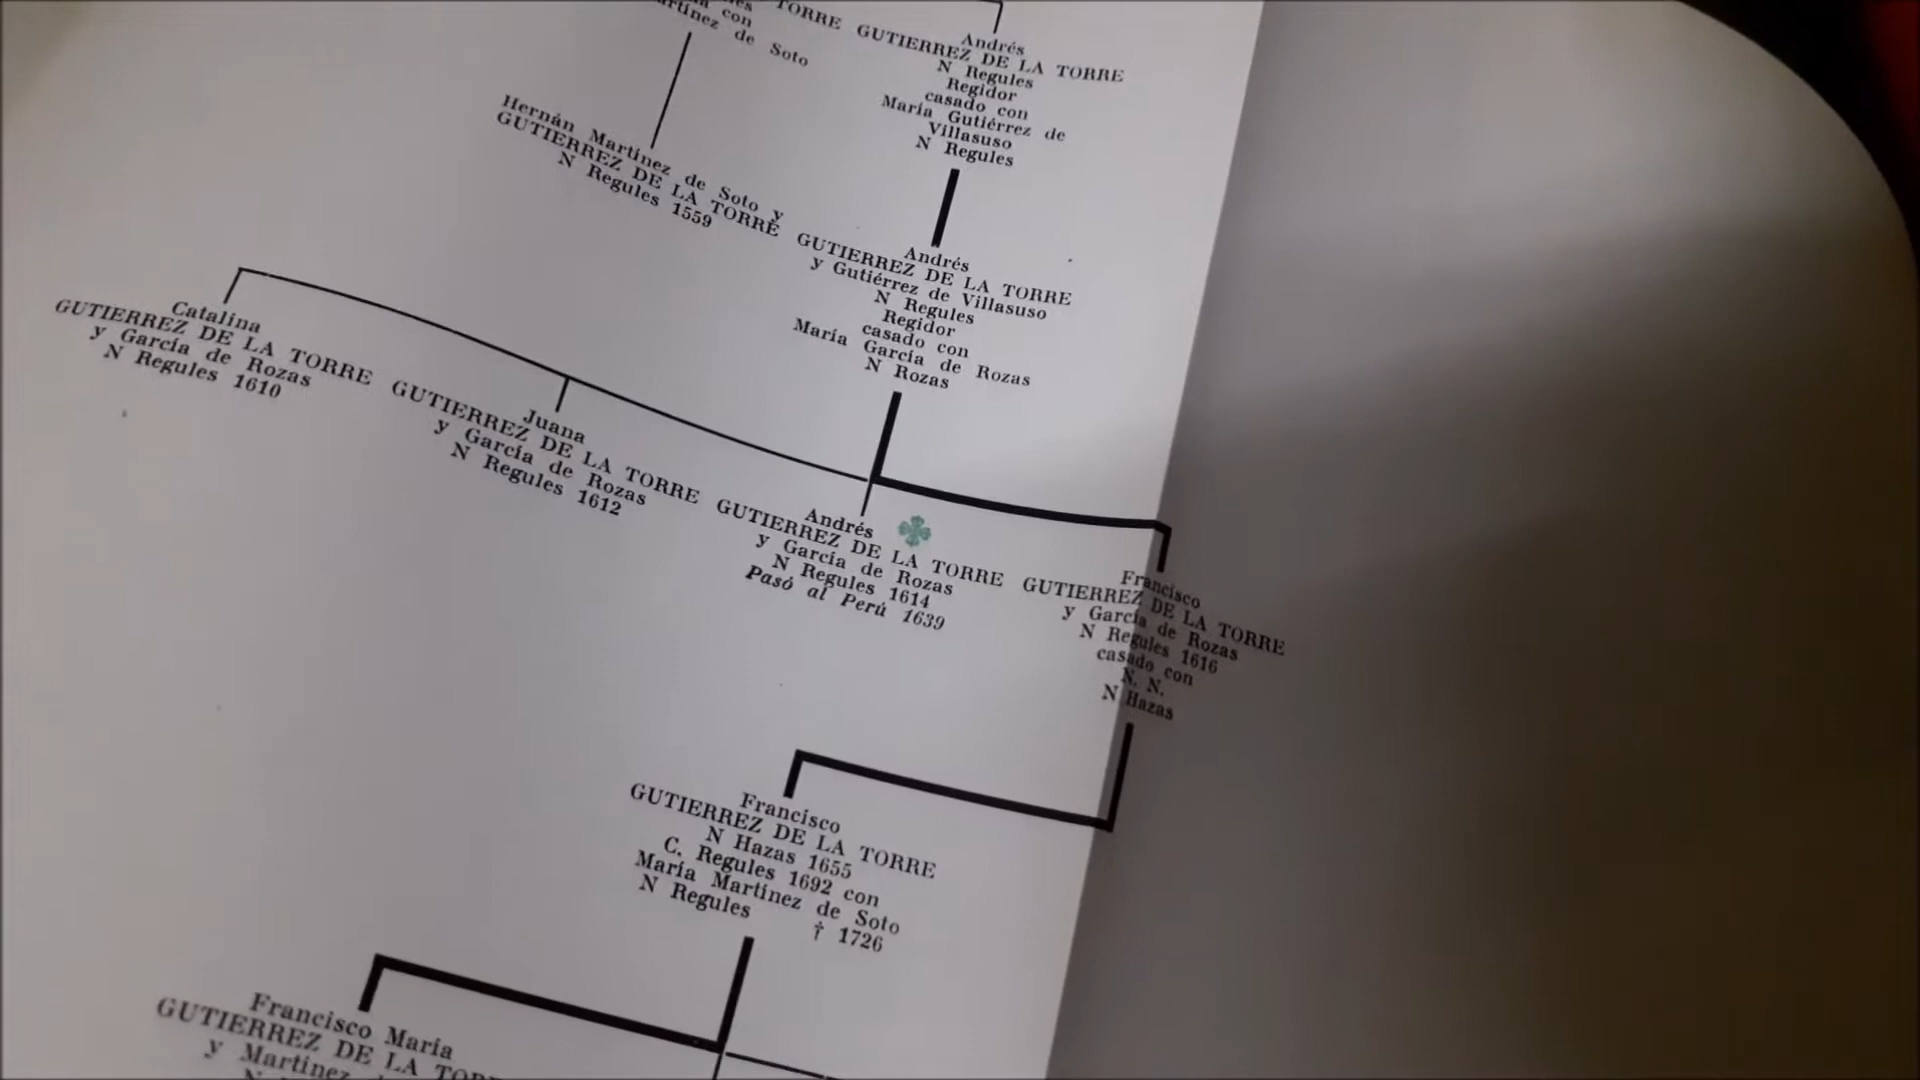 con
Martínez de Soto
TORRE
Andrés
GUTIERREZ DE LA TORRE
N Regules
Regidor
casado con
María Gutiérrez de
Villasuso
N Regules
Hernán Martínez de Soto y
GUTIERREZ DE LA TORRE
N Regules 1559
Andrés
GUTIERREZ DE LA TORRE
y Gutiérrez de Villasuso
N Regules
Regidor
casado con
María García de Rozas
N Rozas
Catalina
GUTIERREZ DE LA TORRE
y García de Rozas
N Regules 1610
Juana
GUTIERREZ DE LA TORRE
y García de Rozas
N Regules 1612
Andrés
GUTIERREZ DE LA TORRE
y García de Rozas
N Regules 1614
Pasó al Perú 1639
Francisco
GUTIERREZ DE LA TORRE
y García de Rozas
N Regules 1616
casado con
N. N.
N Hazas
Francisco
GUTIERREZ DE LA TORRE
N Hazas 1655
C. Regules 1692 con
María Martínez de Soto
N Regules
† 1726
Francisco María
GUTIERREZ DE LA
y Martínez